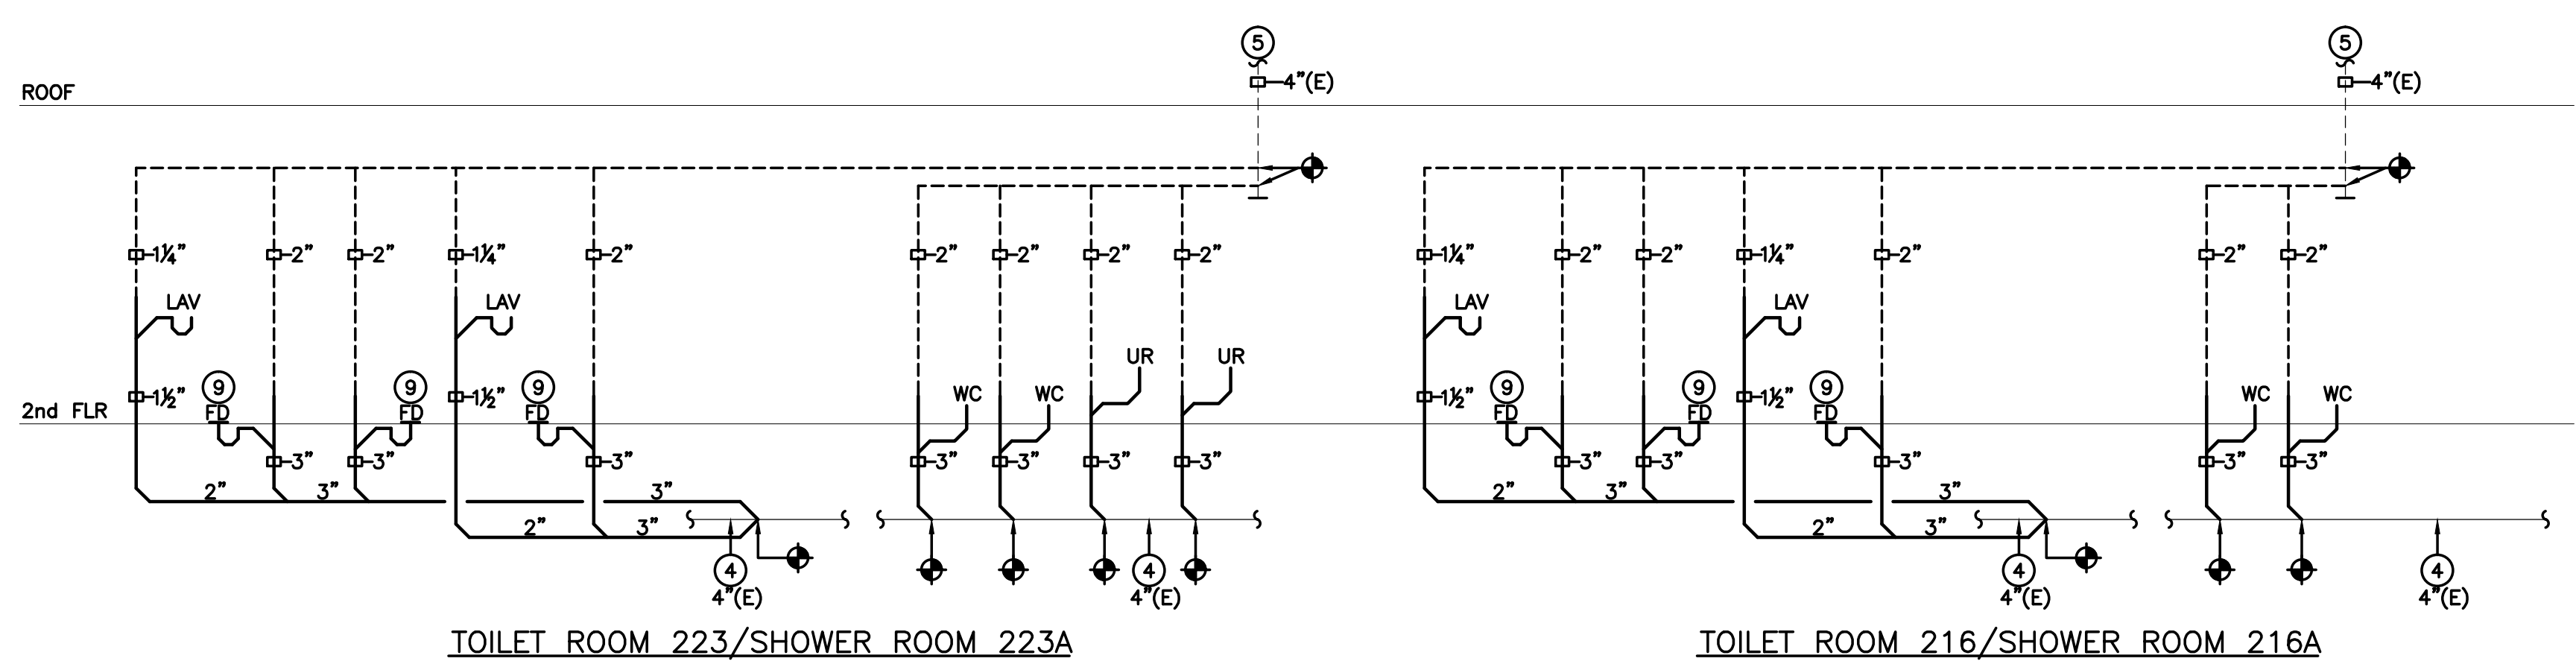 5 5
4"(E) 4"(E)
ROOF
1¼" 2" 2" 1¼" 2" 2" 2" 2" 2" 1¼" 2" 2" 1¼" 2" 2" 2"
LAV LAV LAV LAV
UR UR
9 9 9 9 9 9
1½" 1½" WC WC 1½" 1½" WC WC
2nd FLR FD FD FD FD FD FD
3" 3" 3" 3" 3" 3" 3" 3" 3" 3" 3" 3"
2" 3" 3" 2" 3" 3"
2" 3" 2" 3"
4 4 4 4
4"(E) 4"(E) 4"(E) 4"(E)
TOILET ROOM 223/SHOWER ROOM 223A TOILET ROOM 216/SHOWER ROOM 216A